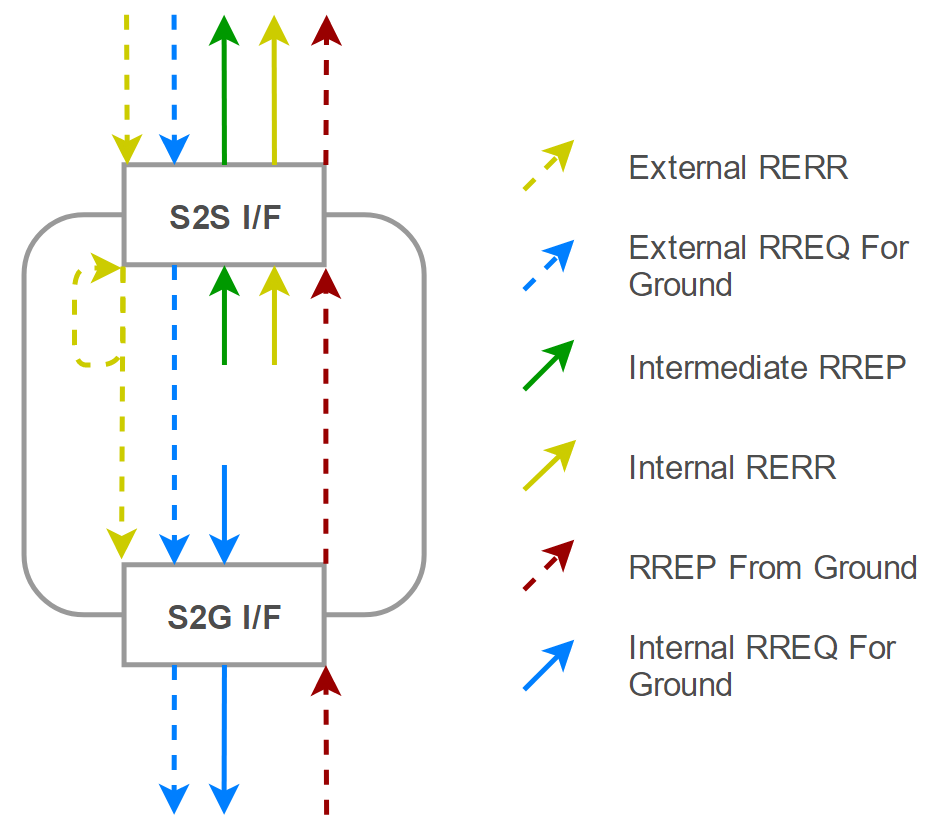 S2S I/F
S2G I/F
External RERR
External RREQ For
Ground
Intermediate RREP
Internal RERR
RREP From Ground
Internal RREQ For
Ground